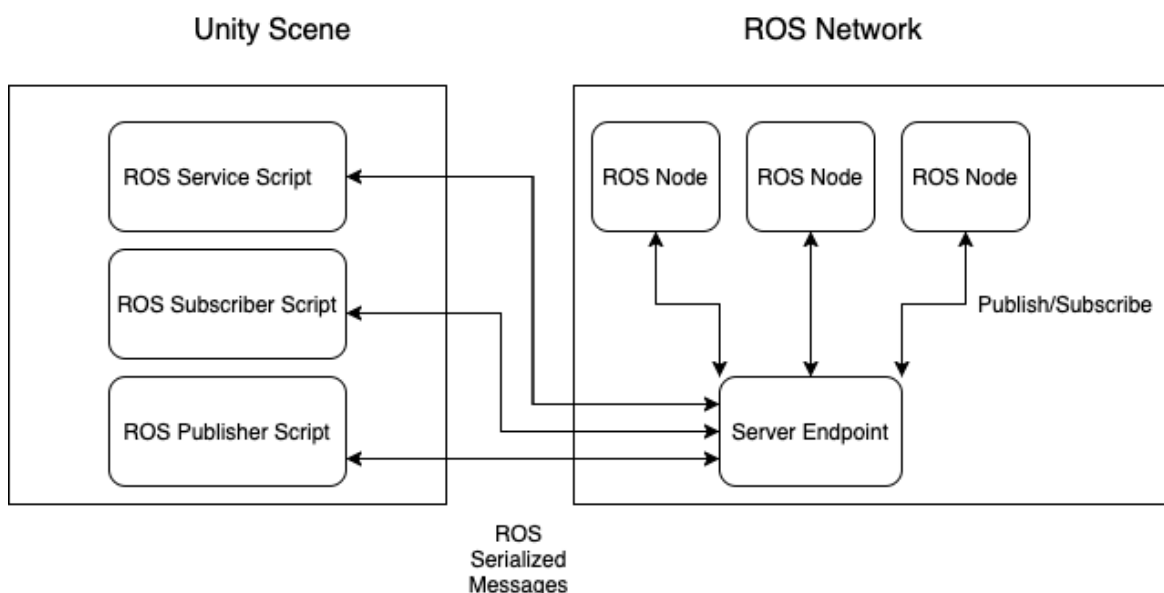 Unity Scene
ROS Network
ROS Service Script
ROS Subscriber Script
ROS Publisher Script
ROS Node
ROS Node
ROS Node
Publish/Subscribe
Server Endpoint
ROS
Serialized
Messages